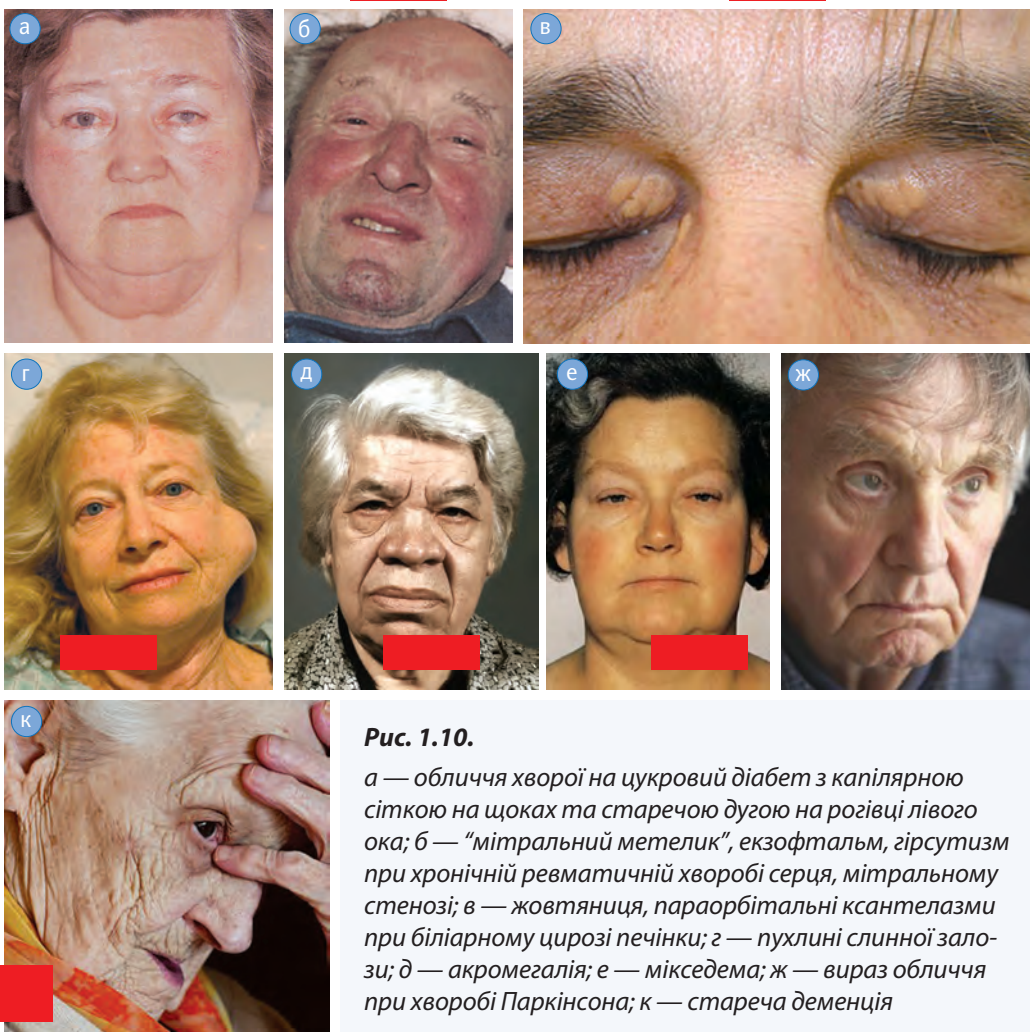 а
б
в
г
д
е
ж
к
Рис. 1.10.
а — обличчя хворої на цукровий діабет з капілярною
сіткою на щоках та старечою дугою на рогівці лівого
ока; б — “мітральний метелик”, екзофтальм, гірсутизм
при хронічній ревматичній хворобі серця, мітральному
стенозі; в — жовтяниця, параорбітальні ксантелазми
при біліарному цирозі печінки; г — пухлині слинної зало-
зи; д — акромегалія; е — мікседема; ж — вираз обличчя
при хворобі Паркінсона; к — стареча деменція